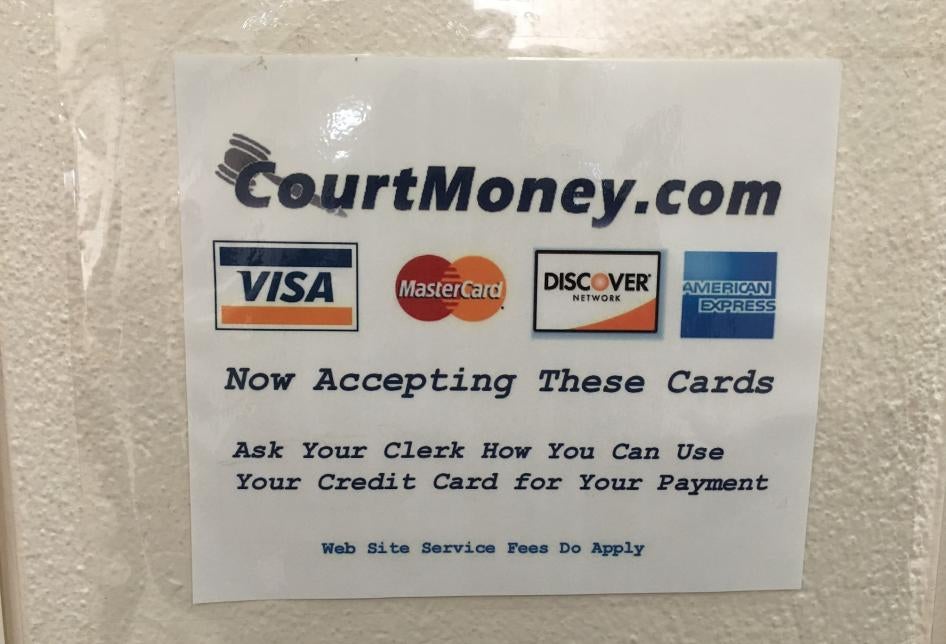 CourtMoney.com
VISA MasterCard DISCOVER® AMERICAN
NETWORK EXPRESS
Now Accepting These Cards
Ask Your Clerk How You Can Use
Your Credit Card for Your Payment
Web Site Service Fees Do Apply